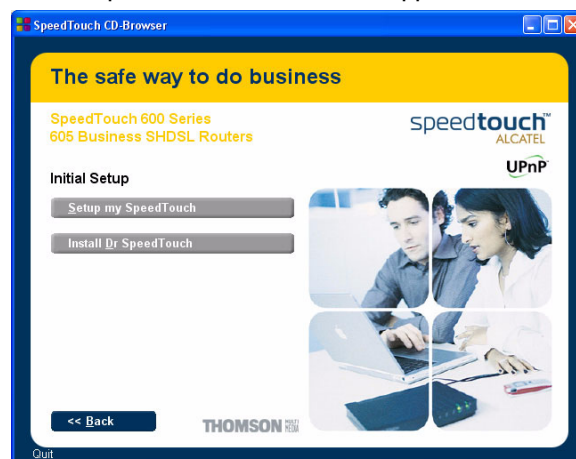 SpeedTouch CD-Browser
The safe way to do business
SpeedTouch 600 Series
605 Business SHDSL Routers
speedtouch™
ALCATEL
UPnP
Initial Setup
Setup my SpeedTouch
Install Dr SpeedTouch
<< Back
THOMSON
Quit